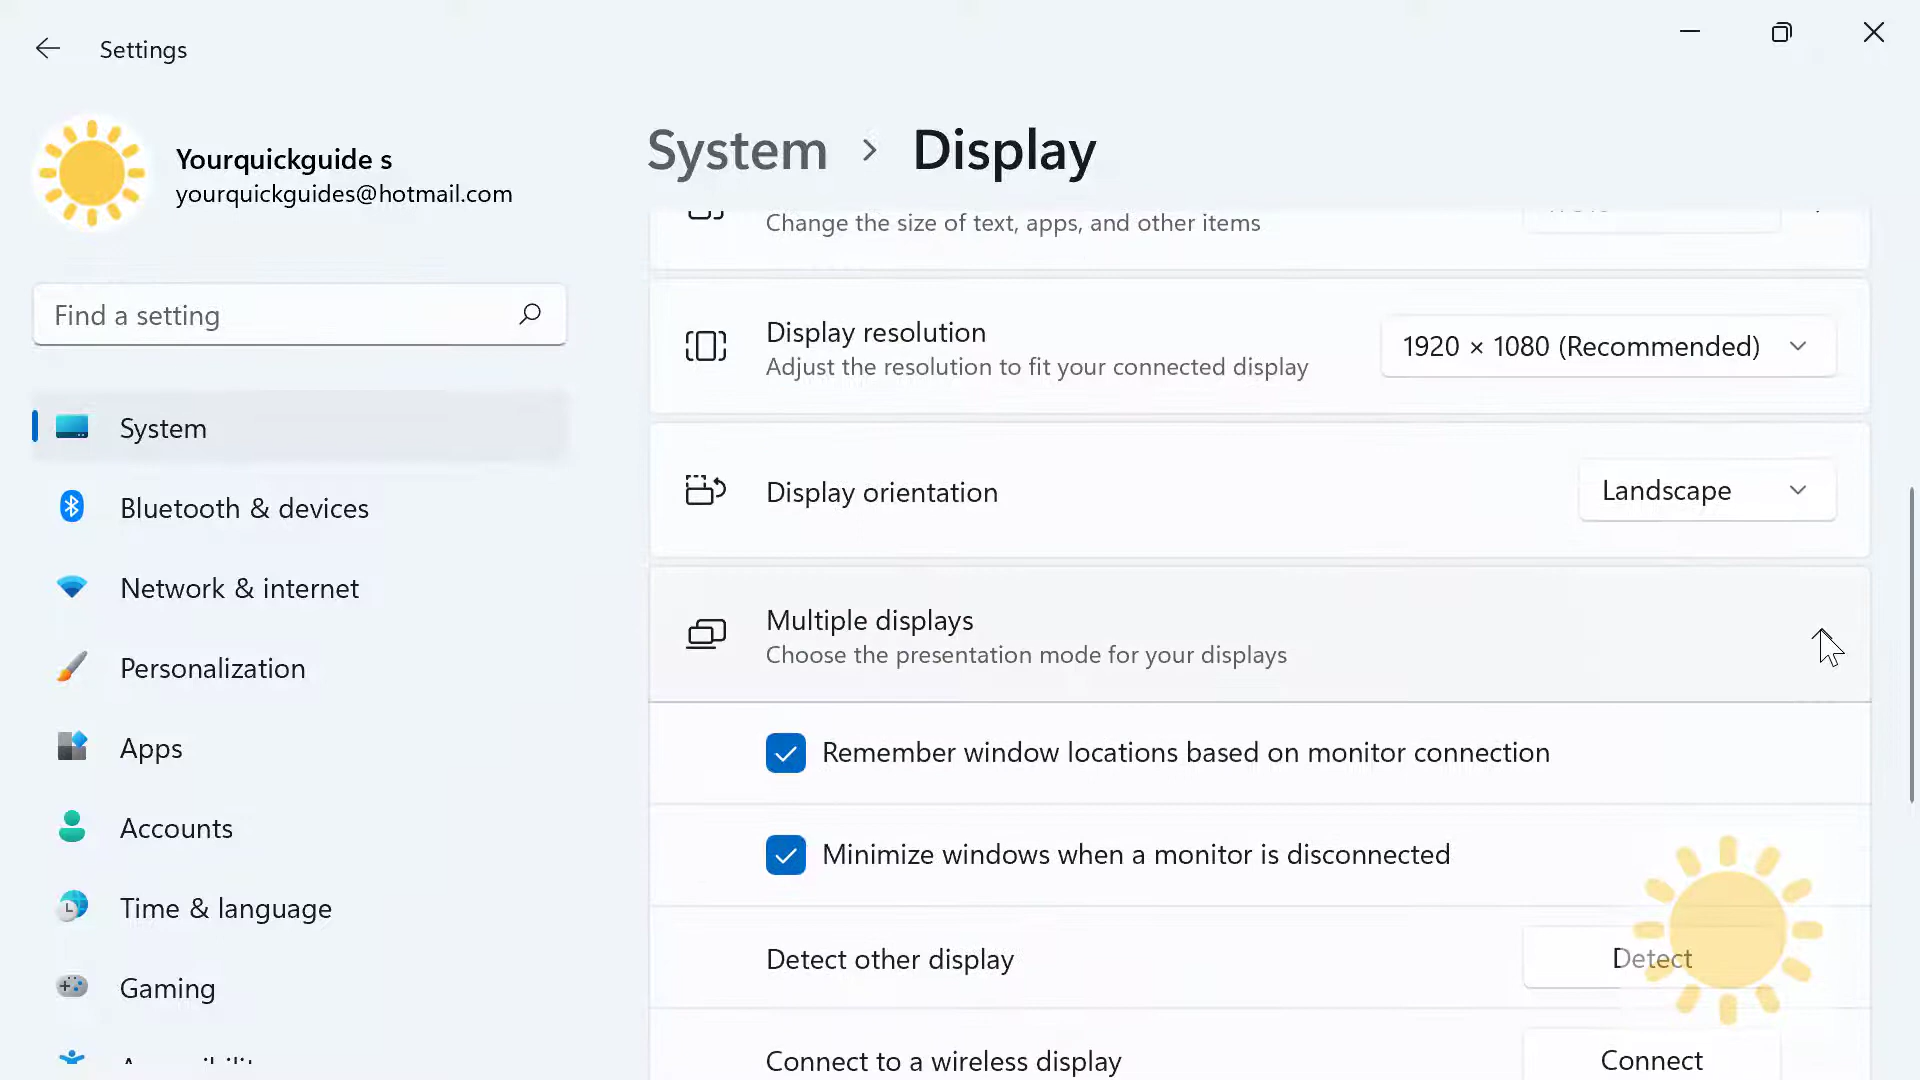 Settings
Yourquickguide s
yourquickguides@hotmail.com
Find a setting
System
Bluetooth & devices
Network & internet
Personalization
Apps
Accounts
Time & language
Gaming
System > Display
Change the size of text, apps, and other items
Display resolution
Adjust the resolution to fit your connected display
1920 × 1080 (Recommended)
Display orientation
Landscape
Multiple displays
Choose the presentation mode for your displays
Remember window locations based on monitor connection
Minimize windows when a monitor is disconnected
Detect other display
Detect
Connect to a wireless display
Connect